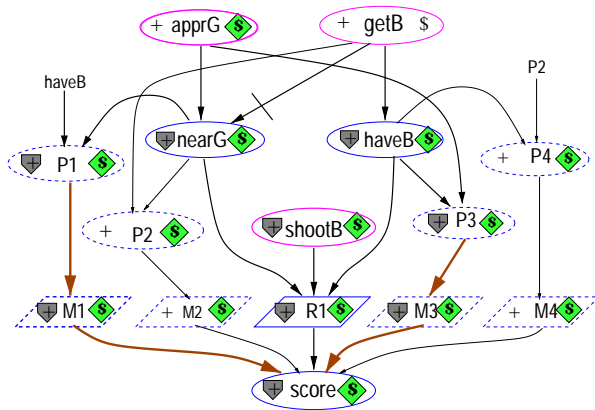 + apprG $
+ getB $
haveB
P2
+ nearG $
+ haveB $
+ P1 $
+ P4 $
+ P2 $
+ shootB $
+ P3 $
+ M1 $
+ M2 $
+ R1 $
+ M3 $
+ M4 $
+ score $